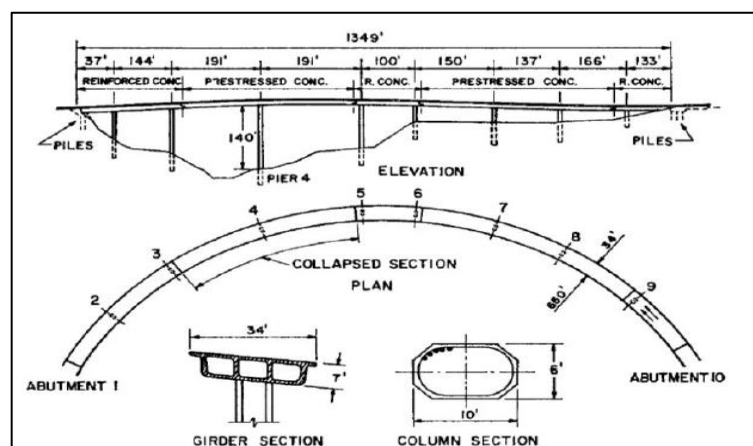 1349'
37' 144' 191' 191' 100' 150' 137' 166' 133'
REINFORCED CONC. PRESTRESSED CONC. R. CONC. PRESTRESSED CONC. R. CONC.
140'
PILES PILES
PIER 4 ELEVATION
2 3 4 5 6 7 8 9
34'
COLLAPSED SECTION
PLAN
650'
34'
7'
6'
ABUTMENT I ABUTMENT IO
10'
GIRDER SECTION COLUMN SECTION